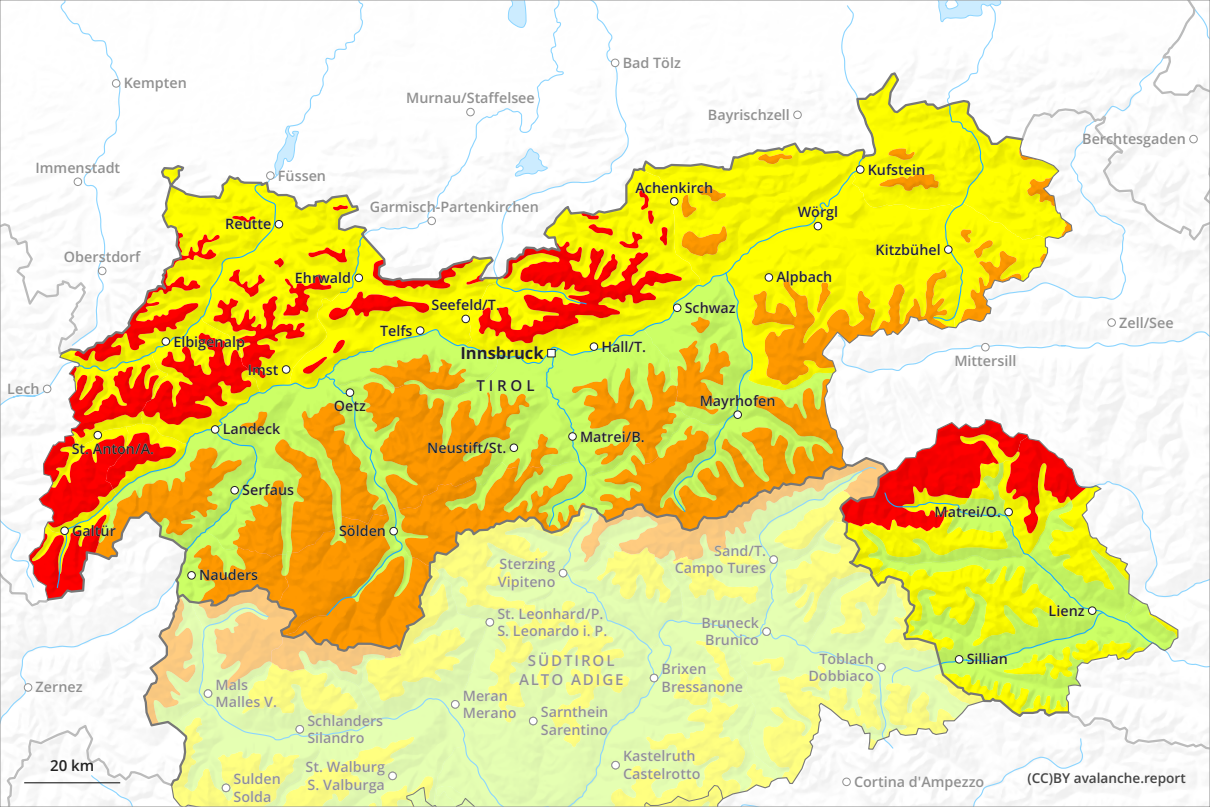 Kempten
Bad Tölz
Murnau/Staffelsee
Bayrischzell
Berchtesgaden
Immenstadt
Füssen
Kufstein
Achenkirch
Garmisch-Partenkirchen
Wörgl
Reutte
Oberstdorf
Kitzbühel
Ehrwald
Alpbach
Seefeld/T.
Schwaz
Zell/See
Telfs
Elbigenalp
Innsbruck
Hall/T.
Mittersill
Imst
TIROL
Lech
Oetz
Mayrhofen
Landeck
Matrei/B.
St. Anton/A.
Neustift/St.
Serfaus
Matrei/O.
Galtür
Sölden
Sterzing
Vipiteno
Sand/T.
Campo Tures
Nauders
St. Leonhard/P.
S. Leonardo i. P.
Bruneck
Brunico
Lienz
SÜDTIROL
ALTO ADIGE
Toblach
Dobbiaco
Sillian
Brixen
Bressanone
Zernez
Mals
Malles V.
Meran
Merano
Sarnthein
Sarentino
Schlanders
Silandro
Kastelruth
Castelrotto
St. Walburg
S. Valburga
Sulden
Solda
Cortina d'Ampezzo
20 km
(CC)BY avalanche.report